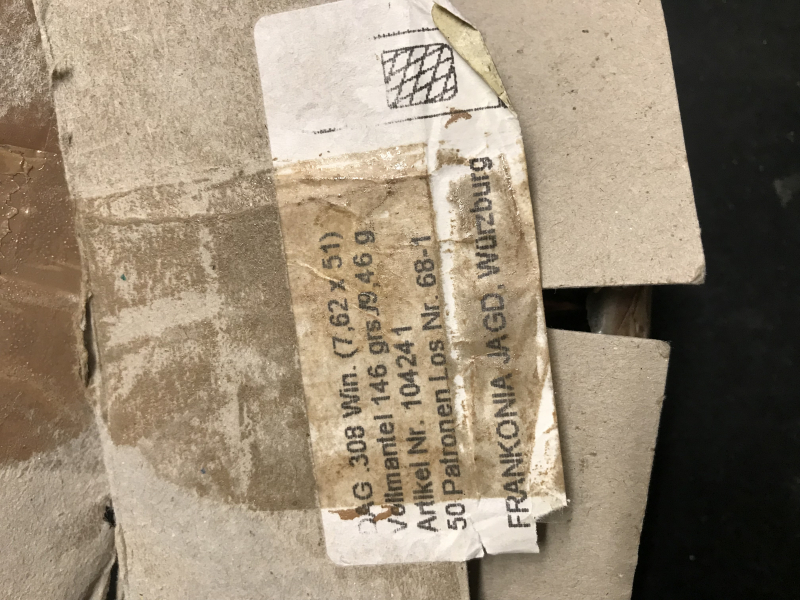 DAG .308 Win. (7,62 x 51)
Vollmantel 146 grs./9,46 g
Artikel Nr. 104241
50 Patronen Los Nr. 68-1
FRANKONIA JAGD, Würzburg